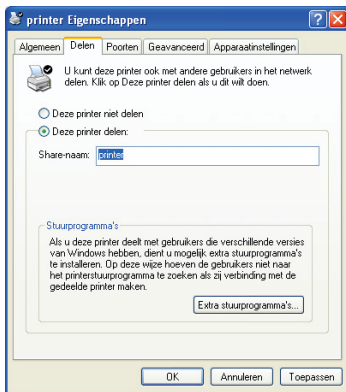 printer Eigenschappen
Algemeen Delen Poorten Geavanceerd Apparaatinstellingen
U kunt deze printer ook met andere gebruikers in het netwerk
delen. Klik op Deze printer delen als u dit wilt doen.
Deze printer niet delen
Deze printer delen:
Share-naam: printer
Stuurprogramma's
Als u deze printer deelt met gebruikers die verschillende versies
van Windows hebben, dient u mogelijk extra stuurprogramma's
te installeren. Op deze wijze hoeven de gebruikers niet naar
het printerstuurprogramma te zoeken als zij verbinding met de
gedeelde printer maken.
Extra stuurprogramma's...
OK Annuleren Toepassen